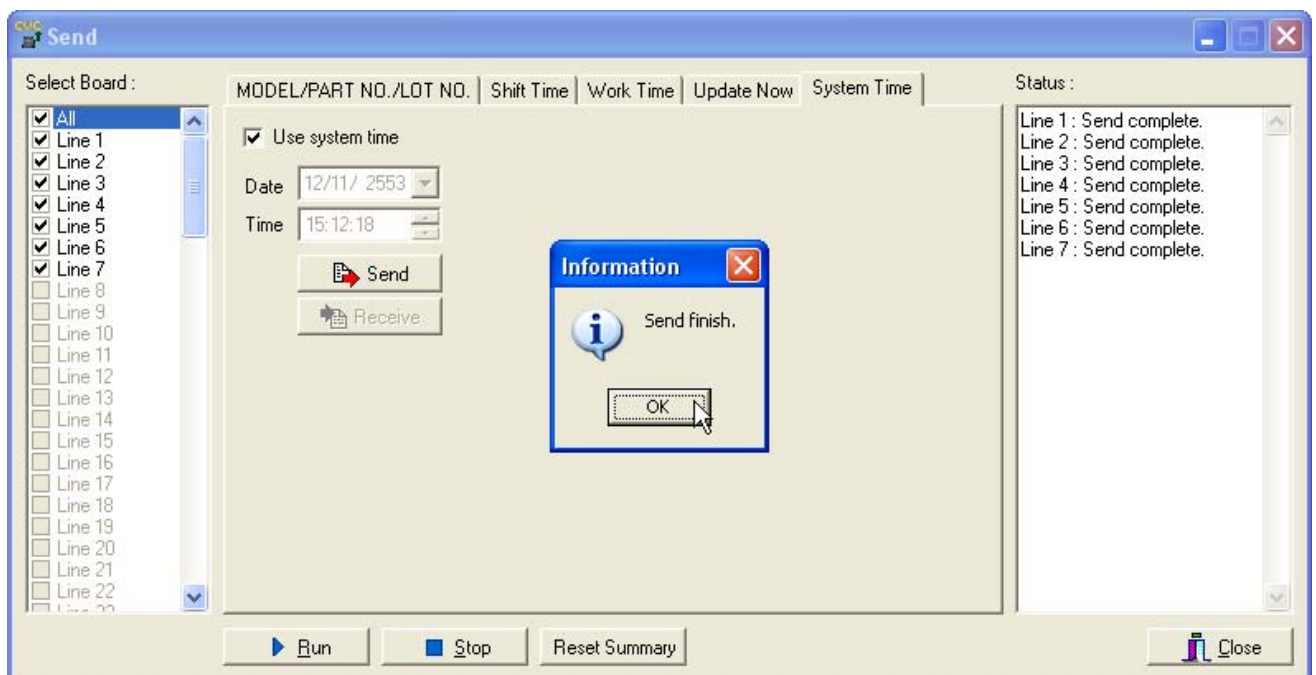 Send
Select Board :
All
Line 1
Line 2
Line 3
Line 4
Line 5
Line 6
Line 7
Line 8
Line 9
Line 10
Line 11
Line 12
Line 13
Line 14
Line 15
Line 16
Line 17
Line 18
Line 19
Line 20
Line 21
Line 22
MODEL/PART NO./LOT NO.
Shift Time
Work Time
Update Now
System Time
Use system time
Date 12/11/ 2553
Time 15:12:18
Send
Receive
Information
Send finish.
OK
Status :
Line 1 : Send complete.
Line 2 : Send complete.
Line 3 : Send complete.
Line 4 : Send complete.
Line 5 : Send complete.
Line 6 : Send complete.
Line 7 : Send complete.
Run
Stop
Reset Summary
Close